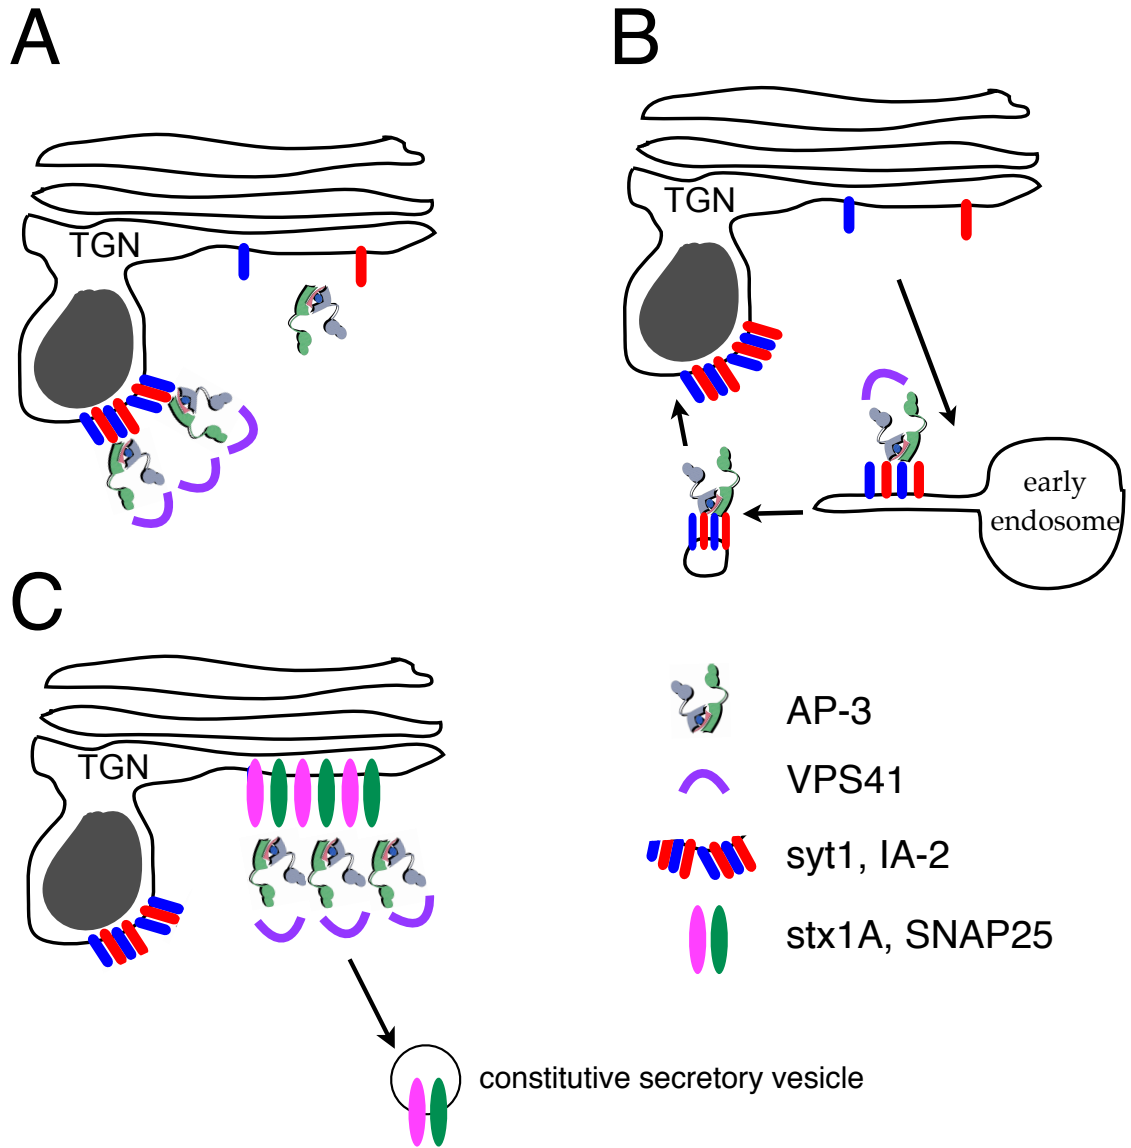 A
B
TGN
TGN
early
endosome
C
TGN
AP-3
VPS41
syt1, IA-2
stx1A, SNAP25
constitutive secretory vesicle